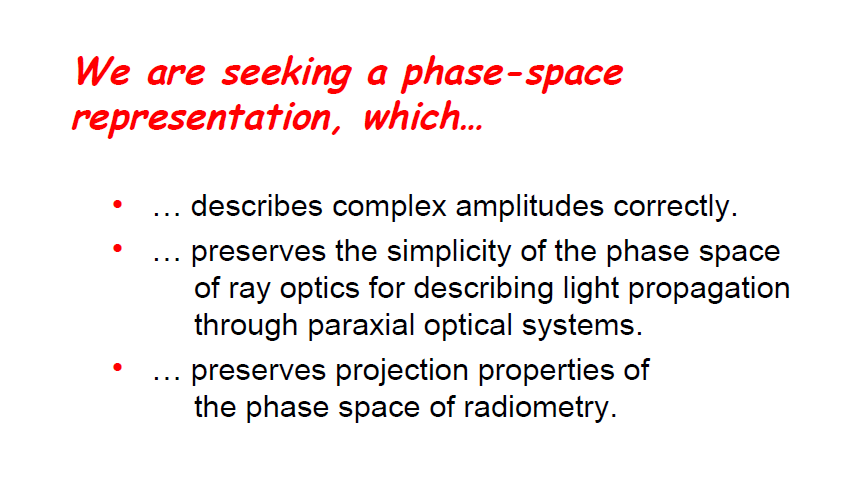 We are seeking a phase-space
representation, which…
• … describes complex amplitudes correctly.
• … preserves the simplicity of the phase space
of ray optics for describing light propagation
through paraxial optical systems.
• … preserves projection properties of
the phase space of radiometry.